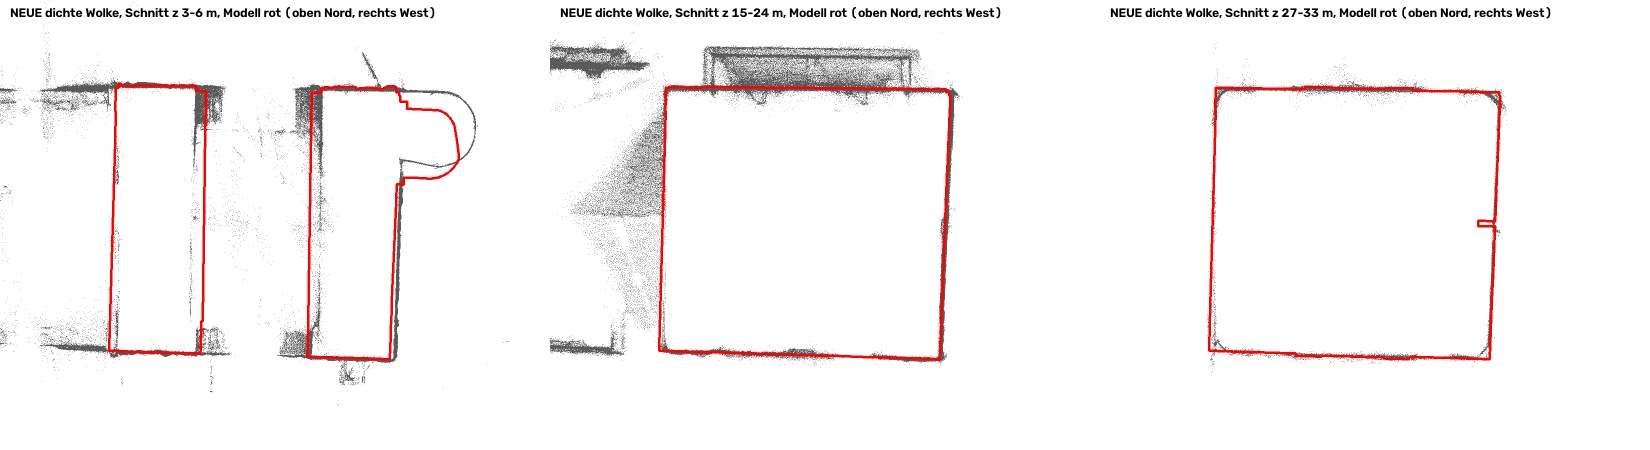 NEUE dichte Wolke, Schnitt z 3-6 m, Modell rot (oben Nord, rechts West)
NEUE dichte Wolke, Schnitt z 15-24 m, Modell rot (oben Nord, rechts West)
NEUE dichte Wolke, Schnitt z 27-33 m, Modell rot (oben Nord, rechts West)